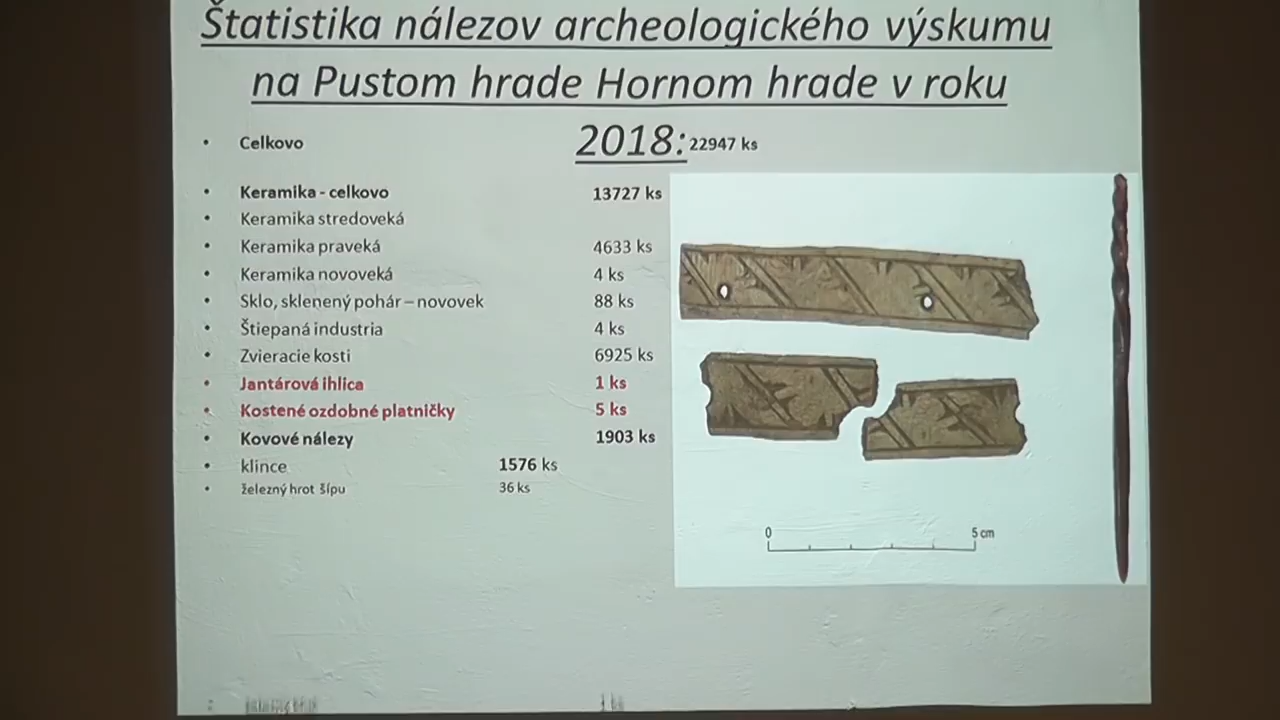 Štatistika nálezov archeologického výskumu
na Pustom hrade Hornom hrade v roku
2018:
• Celkovo 22947 ks
• Keramika - celkovo 13727 ks
• Keramika stredoveká
• Keramika praveká 4633 ks
• Keramika novoveká 4 ks
• Sklo, sklenený pohár – novovek 88 ks
• Štiepaná industria 4 ks
• Zvieracie kosti 6925 ks
• Jantárová ihlica 1 ks
• Kostené ozdobné platničky 5 ks
• Kovové nálezy 1903 ks
• klince 1576 ks
• železný hrot šípu 36 ks
0 5 cm